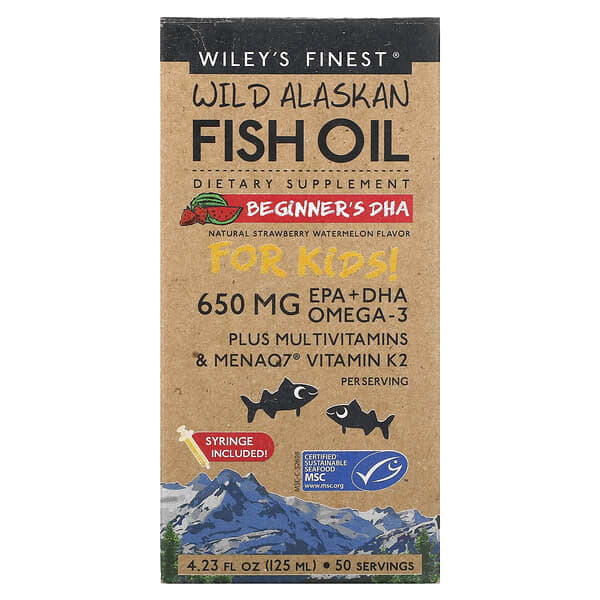 WILEY'S FINEST®
WILD ALASKAN
FISH OIL
DIETARY SUPPLEMENT
BEGINNER'S DHA
NATURAL STRAWBERRY WATERMELON FLAVOR
FOR KIDS!
650 MG EPA+DHA
OMEGA-3
PLUS MULTIVITAMINS
& MENAQ7® VITAMIN K2
PER SERVING
SYRINGE
INCLUDED!
CERTIFIED
SUSTAINABLE
SEAFOOD
MSC
www.msc.org
4.23 FL OZ (125 ML) • 50 SERVINGS